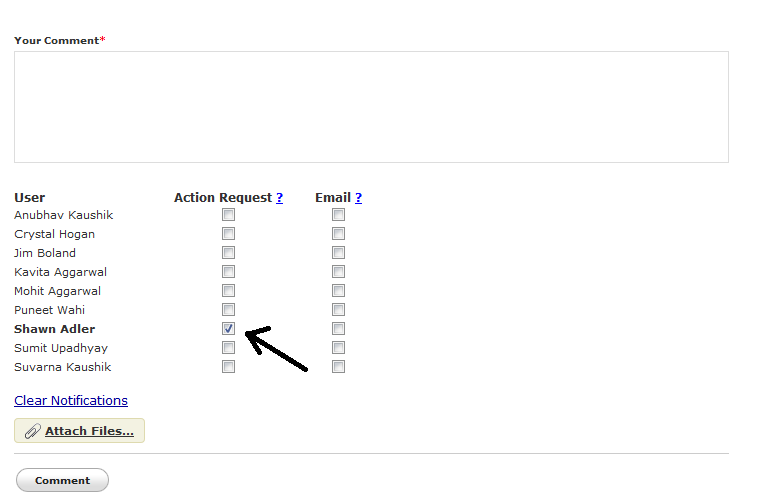 Your Comment*
User Action Request ? Email ?
Anubhav Kaushik
Crystal Hogan
Jim Boland
Kavita Aggarwal
Mohit Aggarwal
Puneet Wahi
Shawn Adler
Sumit Upadhyay
Suvarna Kaushik
Clear Notifications
Attach Files...
Comment